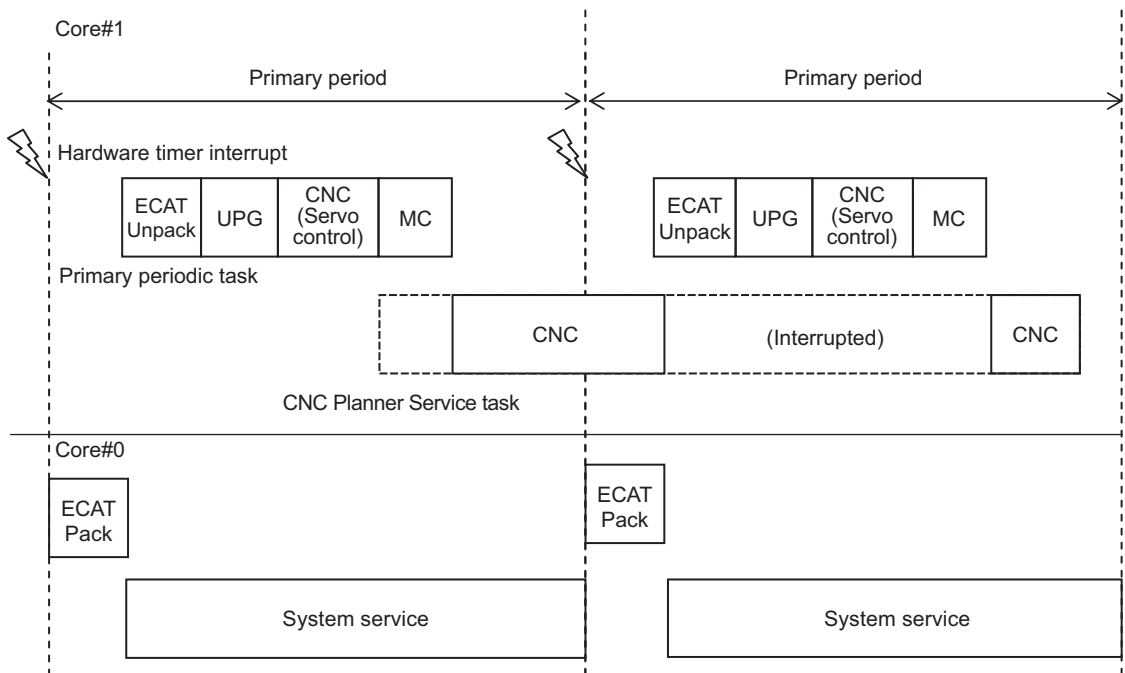 Core#1
Primary period
Primary period
Hardware timer interrupt
ECAT
Unpack
UPG
CNC
(Servo
control)
MC
ECAT
Unpack
UPG
CNC
(Servo
control)
MC
Primary periodic task
CNC
(Interrupted)
CNC
CNC Planner Service task
Core#0
ECAT
Pack
ECAT
Pack
System service
System service